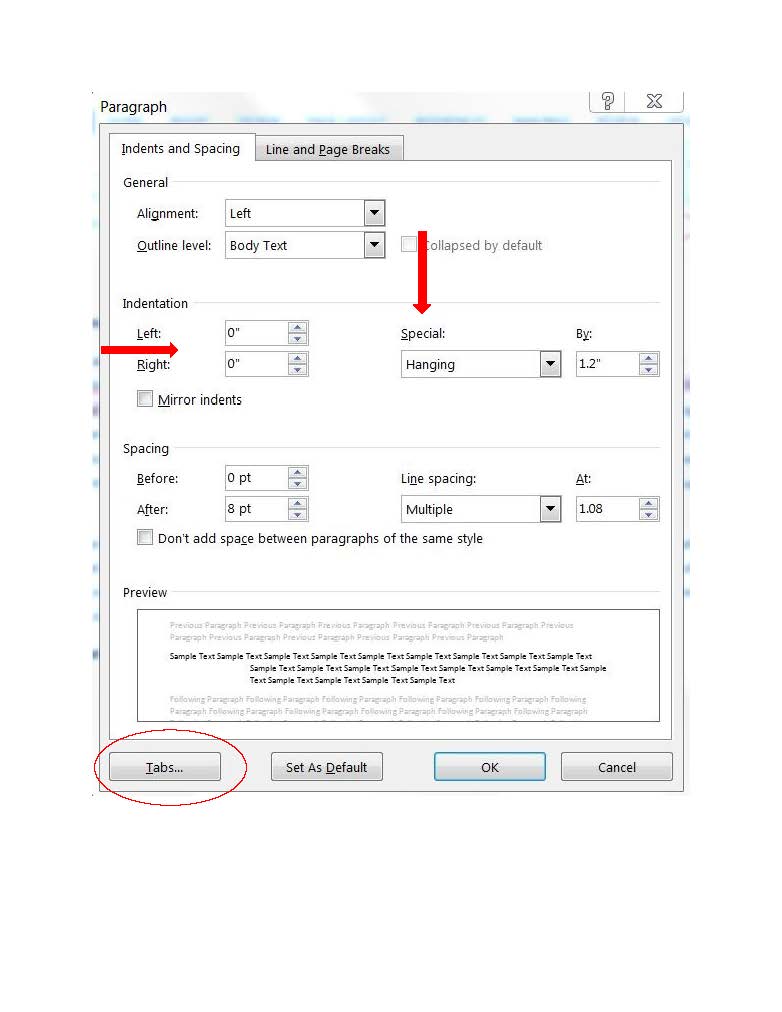 Paragraph
Indents and Spacing Line and Page Breaks
General
Alignment: Left
Outline level: Body Text Collapsed by default
Indentation
Left: 0" Special: By:
Right: 0" Hanging 1.2"
Mirror indents
Spacing
Before: 0 pt Line spacing: At:
After: 8 pt Multiple 1.08
Don't add space between paragraphs of the same style
Preview
Previous Paragraph Previous Paragraph Previous Paragraph Previous Paragraph Previous Paragraph Previous
Paragraph Previous Paragraph Previous Paragraph Previous Paragraph Previous Paragraph
Sample Text Sample Text Sample Text Sample Text Sample Text Sample Text Sample Text Sample Text Sample Text
Sample Text Sample Text Sample Text Sample Text Sample Text Sample Text Sample Text Sample
Text Sample Text Sample Text Sample Text Sample Text
Following Paragraph Following Paragraph Following Paragraph Following Paragraph Following Paragraph Following
Paragraph Following Paragraph Following Paragraph Following Paragraph Following Paragraph Following Paragraph
Tabs... Set As Default OK Cancel